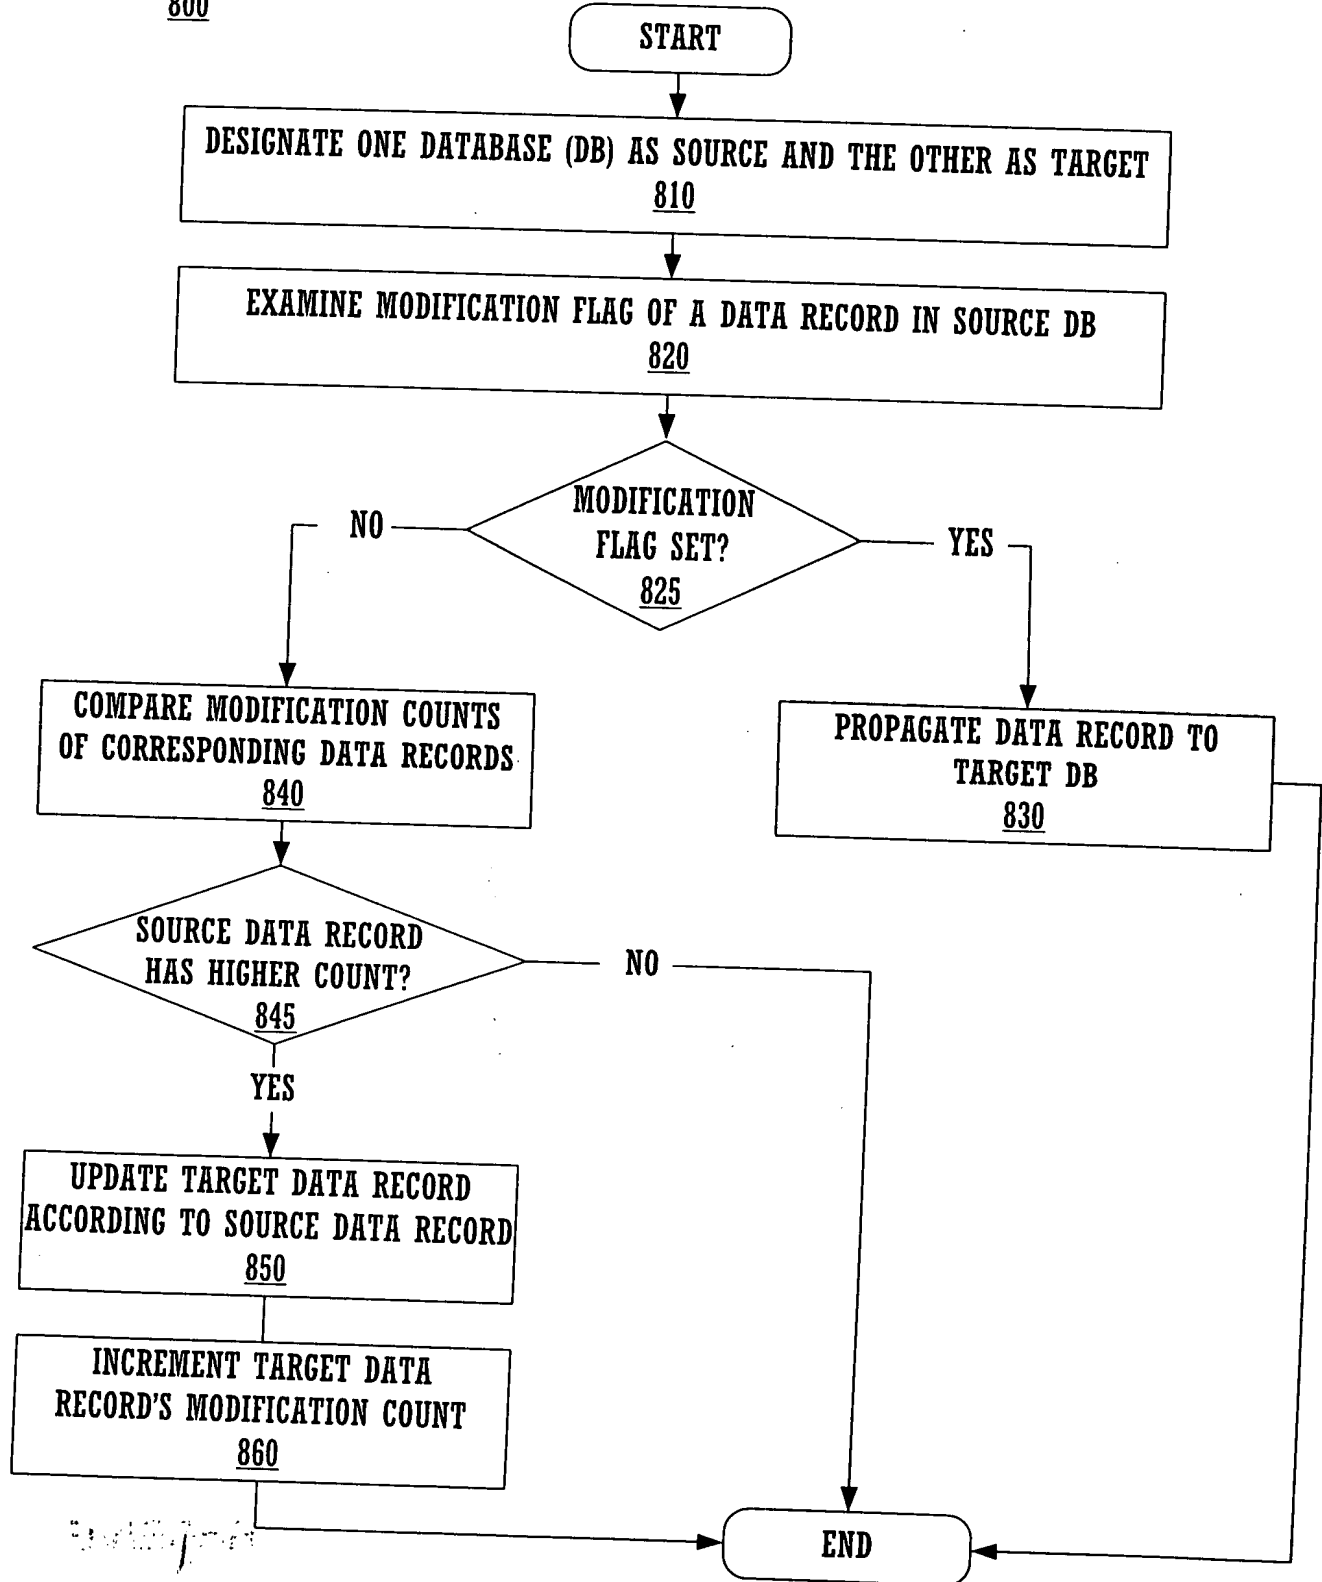 800
START
DESIGNATE ONE DATABASE (DB) AS SOURCE AND THE OTHER AS TARGET
810
EXAMINE MODIFICATION FLAG OF A DATA RECORD IN SOURCE DB
820
MODIFICATION
FLAG SET?
825
NO
YES
COMPARE MODIFICATION COUNTS
OF CORRESPONDING DATA RECORDS
840
PROPAGATE DATA RECORD TO
TARGET DB
830
SOURCE DATA RECORD
HAS HIGHER COUNT?
845
NO
YES
UPDATE TARGET DATA RECORD
ACCORDING TO SOURCE DATA RECORD
850
INCREMENT TARGET DATA
RECORD'S MODIFICATION COUNT
860
END